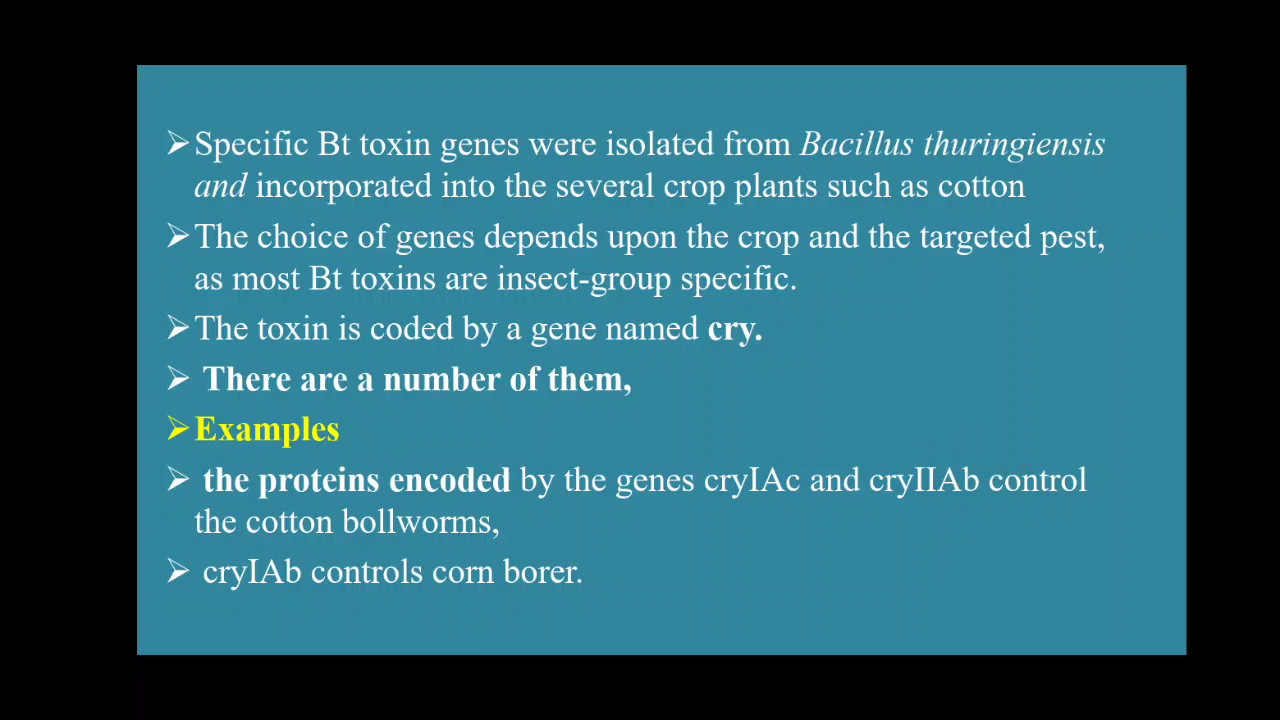 ➢Specific Bt toxin genes were isolated from Bacillus thuringiensis
and incorporated into the several crop plants such as cotton
➢The choice of genes depends upon the crop and the targeted pest,
as most Bt toxins are insect-group specific.
➢The toxin is coded by a gene named cry.
➢ There are a number of them,
➢Examples
➢ the proteins encoded by the genes cryIAc and cryIIAb control
the cotton bollworms,
➢ cryIAb controls corn borer.